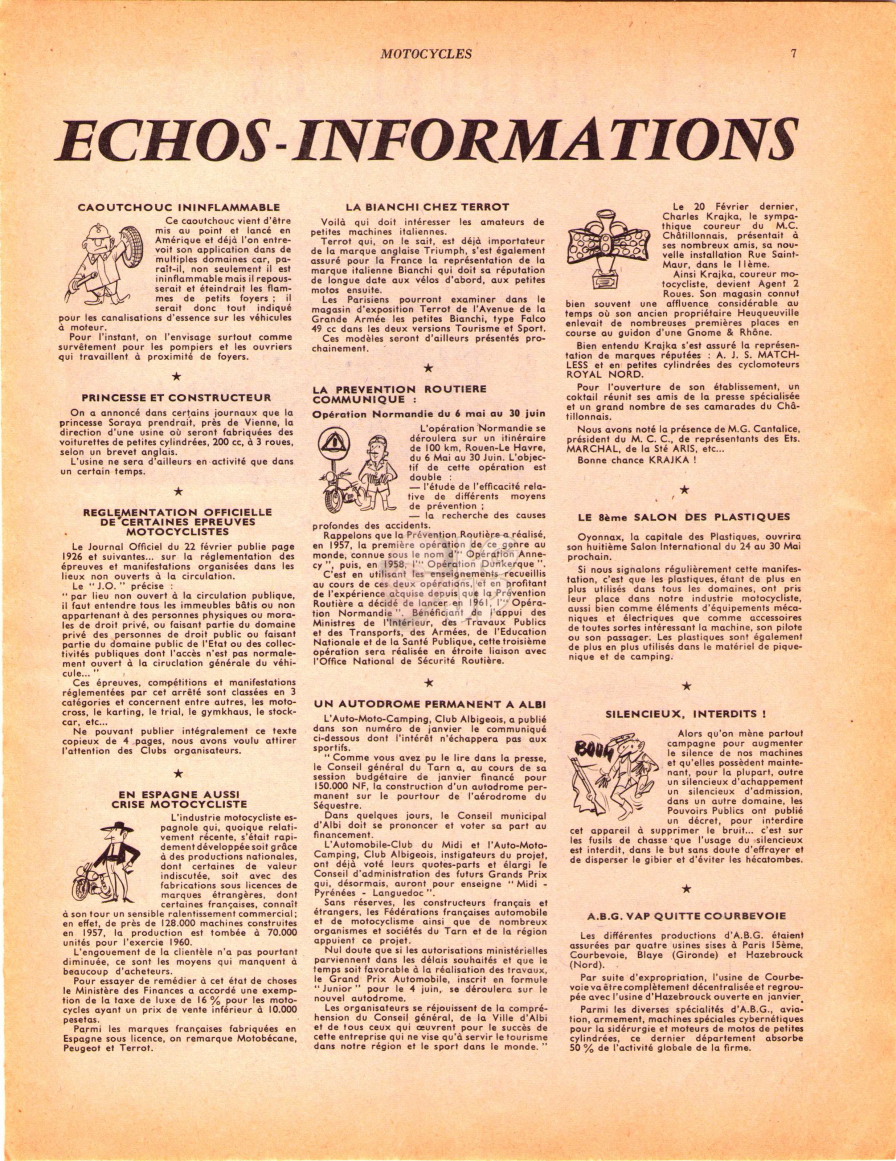 MOTOCYCLES
7
ECHOS-INFORMATIONS
CAOUTCHOUC ININFLAMMABLE
Ce caoutchouc vient d'être
mis au point et lancé en
Amérique et déjà l'on entre-
voit son application dans de
multiples domaines car, pa-
raît-il, non seulement il est
ininflammable mais il repous-
serait et éteindrait les flam-
mes de petits foyers ; il
serait donc tout indiqué
pour les canalisations d'essence sur les véhicules
à moteur.
Pour l'instant, on l'envisage surtout comme
survêtement pour les pompiers et les ouvriers
qui travaillent à proximité de foyers.
★
PRINCESSE ET CONSTRUCTEUR
On a annoncé dans certains journaux que la
princesse Soraya prendrait, près de Vienne, la
direction d'une usine où seront fabriquées des
voiturettes de petites cylindrées, 200 cc, à 3 roues,
selon un brevet anglais.
L'usine ne sera d'ailleurs en activité que dans
un certain temps.
★
REGLEMENTATION OFFICIELLE
DE CERTAINES EPREUVES
MOTOCYCLISTES
Le Journal Officiel du 22 février publie page
1926 et suivantes... sur la réglementation des
épreuves et manifestations organisées dans les
lieux non ouverts à la circulation.
Le "J.O." précise :
" par lieu non ouvert à la circulation publique,
il faut entendre tous les immeubles bâtis ou non
appartenant à des personnes physiques ou mora-
les de droit privé, ou faisant partie du domaine
privé des personnes de droit public ou faisant
partie du domaine public de l'Etat ou des collec-
tivités publiques dont l'accès n'est pas normale-
ment ouvert à la ciruclation générale du véhi-
cule... "
Ces épreuves, compétitions et manifestations
réglementées par cet arrêté sont classées en 3
catégories et concernent entre autres, les moto-
cross, le karting, le trial, le gymkhaus, le stock-
car, etc...
Ne pouvant publier intégralement ce texte
copieux de 4 pages, nous avons voulu attirer
l'attention des Clubs organisateurs.
★
EN ESPAGNE AUSSI
CRISE MOTOCYCLISTE
L'industrie motocycliste es-
pagnole qui, quoique relati-
vement récente, s'était rapi-
dement développée soit grâce
à des productions nationales,
dont certaines de valeur
indiscutée, soit avec des
fabrications sous licences de
marques étrangères, dont
certaines françaises, connaît
à son tour un sensible ralentissement commercial;
en effet, de près de 128.000 machines construites
en 1957, la production est tombée à 70.000
unités pour l'exercie 1960.
L'engouement de la clientèle n'a pas pourtant
diminuée, ce sont les moyens qui manquent à
beaucoup d'acheteurs.
Pour essayer de remédier à cet état de choses
le Ministère des Finances a accordé une exemp-
tion de la taxe de luxe de 16 % pour les moto-
cycles ayant un prix de vente inférieur à 10.000
pesetas.
Parmi les marques françaises fabriquées en
Espagne sous licence, on remarque Motobécane,
Peugeot et Terrot.
LA BIANCHI CHEZ TERROT
Voilà qui doit intéresser les amateurs de
petites machines italiennes.
Terrot qui, on le sait, est déjà importateur
de la marque anglaise Triumph, s'est également
assuré pour la France la représentation de la
marque italienne Bianchi qui doit sa réputation
de longue date aux vélos d'abord, aux petites
motos ensuite.
Les Parisiens pourront examiner dans le
magasin d'exposition Terrot de l'Avenue de la
Grande Armée les petites Bianchi, type Falco
49 cc dans les deux versions Tourisme et Sport.
Ces modèles seront d'ailleurs présentés pro-
chainement.
★
LA PREVENTION ROUTIERE
COMMUNIQUE :
Opération Normandie du 6 mai au 30 juin
L'opération Normandie se
déroulera sur un itinéraire
de 100 km, Rouen-Le Havre,
du 6 Mai au 30 Juin. L'objec-
tif de cette opération est
double :
— l'étude de l'efficacité rela-
tive de différents moyens
de prévention ;
— la recherche des causes
profondes des accidents.
Rappelons que la Prévention Routière a réalisé,
en 1957, la première opération de ce genre au
monde, connue sous le nom d'" Opération Anne-
cy ", puis, en 1958, l'" Opération Dunkerque ".
C'est en utilisant les enseignements recueillis
au cours de ces deux opérations, et en profitant
de l'expérience acquise depuis que la Prévention
Routière a décidé de lancer en 1961, l'" Opéra-
tion Normandie ". Bénéficiant de l'appui des
Ministres de l'Intérieur, des Travaux Publics
et des Transports, des Armées, de l'Education
Nationale et de la Santé Publique, cette troisième
opération sera réalisée en étroite liaison avec
l'Office National de Sécurité Routière.
★
UN AUTODROME PERMANENT A ALBI
L'Auto-Moto-Camping, Club Albigeois, a publié
dans son numéro de janvier le communiqué
ci-dessous dont l'intérêt n'échappera pas aux
sportifs.
" Comme vous avez pu le lire dans la presse,
le Conseil général du Tarn a, au cours de sa
session budgétaire de janvier financé pour
150.000 NF, la construction d'un autodrome per-
manent sur le pourtour de l'aérodrome du
Séquestre.
Dans quelques jours, le Conseil municipal
d'Albi doit se prononcer et voter sa part au
financement.
L'Automobile-Club du Midi et l'Auto-Moto-
Camping, Club Albigeois, instigateurs du projet,
ont déjà voté leurs quotes-parts et élargi le
Conseil d'administration des futurs Grands Prix
qui, désormais, auront pour enseigne " Midi -
Pyrénées - Languedoc ".
Sans réserves, les constructeurs français et
étrangers, les Fédérations françaises automobile
et de motocyclisme ainsi que de nombreux
organismes et sociétés du Tarn et de la région
appuient ce projet.
Nul doute que si les autorisations ministérielles
parviennent dans les délais souhaités et que le
temps soit favorable à la réalisation des travaux,
le Grand Prix Automobile, inscrit en formule
" Junior " pour le 4 juin, se déroulera sur le
nouvel autodrome.
Les organisateurs se réjouissent de la compré-
hension du Conseil général, de la Ville d'Albi
et de tous ceux qui œuvrent pour le succès de
cette entreprise qui ne vise qu'à servir le tourisme
dans notre région et le sport dans le monde. "
Le 20 Février dernier,
Charles Krajka, le sympa-
thique coureur du M.C.
Châtillonnais, présentait à
ses nombreux amis, sa nou-
velle installation Rue Saint-
Maur, dans le 11ème.
Ainsi Krajka, coureur mo-
tocycliste, devient Agent 2
Roues. Son magasin connut
bien souvent une affluence considérable au
temps où son ancien propriétaire Heuqueville
enlevait de nombreuses premières places en
course au guidon d'une Gnome & Rhône.
Bien entendu Krajka s'est assuré la représen-
tation de marques réputées : A. J. S. MATCH-
LESS et en petites cylindrées des cyclomoteurs
ROYAL NORD.
Pour l'ouverture de son établissement, un
coktail réunit ses amis de la presse spécialisée
et un grand nombre de ses camarades du Châ-
tillonnais.
Nous avons noté la présence de M.G. Cantalice,
président du M. C. C., de représentants des Ets.
MARCHAL, de la Sté ARIS, etc...
Bonne chance KRAJKA !
★
LE 8ème SALON DES PLASTIQUES
Oyonnax, la capitale des Plastiques, ouvrira
son huitième Salon International du 24 au 30 Mai
prochain.
Si nous signalons régulièrement cette manifes-
tation, c'est que les plastiques, étant de plus en
plus utilisés dans tous les domaines, ont pris
leur place dans notre industrie motocycliste,
aussi bien comme éléments d'équipements méca-
niques et électriques que comme accessoires
de toutes sortes intéressant la machine, son pilote
ou son passager. Les plastiques sont également
de plus en plus utilisés dans le matériel de pique-
nique et de camping.
★
SILENCIEUX, INTERDITS !
BOUM
Alors qu'on mène partout
campagne pour augmenter
le silence de nos machines
et qu'elles possèdent mainte-
nant, pour la plupart, outre
un silencieux d'achappement
un silencieux d'admission,
dans un autre domaine, les
Pouvoirs Publics ont publié
un décret, pour interdire
cet appareil à supprimer le bruit... c'est sur
les fusils de chasse que l'usage du silencieux
est interdit, dans le but sans doute d'effrayer et
de disperser le gibier et d'éviter les hécatombes.
★
A.B.G. VAP QUITTE COURBEVOIE
Les différentes productions d'A.B.G. étaient
assurées par quatre usines sises à Paris 15ème,
Courbevoie, Blaye (Gironde) et Hazebrouck
(Nord).
Par suite d'expropriation, l'usine de Courbe-
voie va être complètement décentralisée et regrou-
pée avec l'usine d'Hazebrouck ouverte en janvier.
Parmi les diverses spécialités d'A.B.G., avia-
tion, armement, machines spéciales cybernétiques
pour la sidérurgie et moteurs de motos de petites
cylindrées, ce dernier département absorbe
50 % de l'activité globale de la firme.